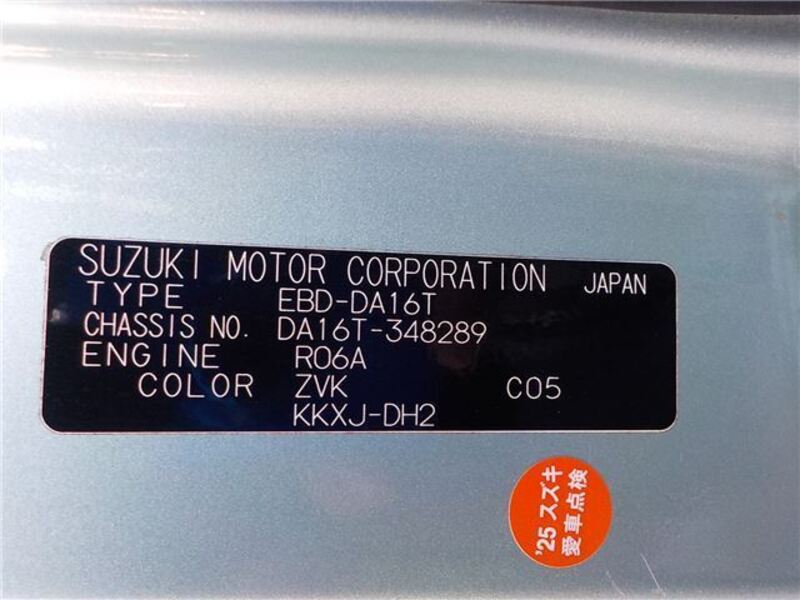 SUZUKI MOTOR CORPORATION JAPAN
TYPE EBD-DA16T
CHASSIS NO. DA16T-348289
ENGINE R06A
COLOR ZVK C05
KKXJ-DH2
'25 スズキ
愛車点検